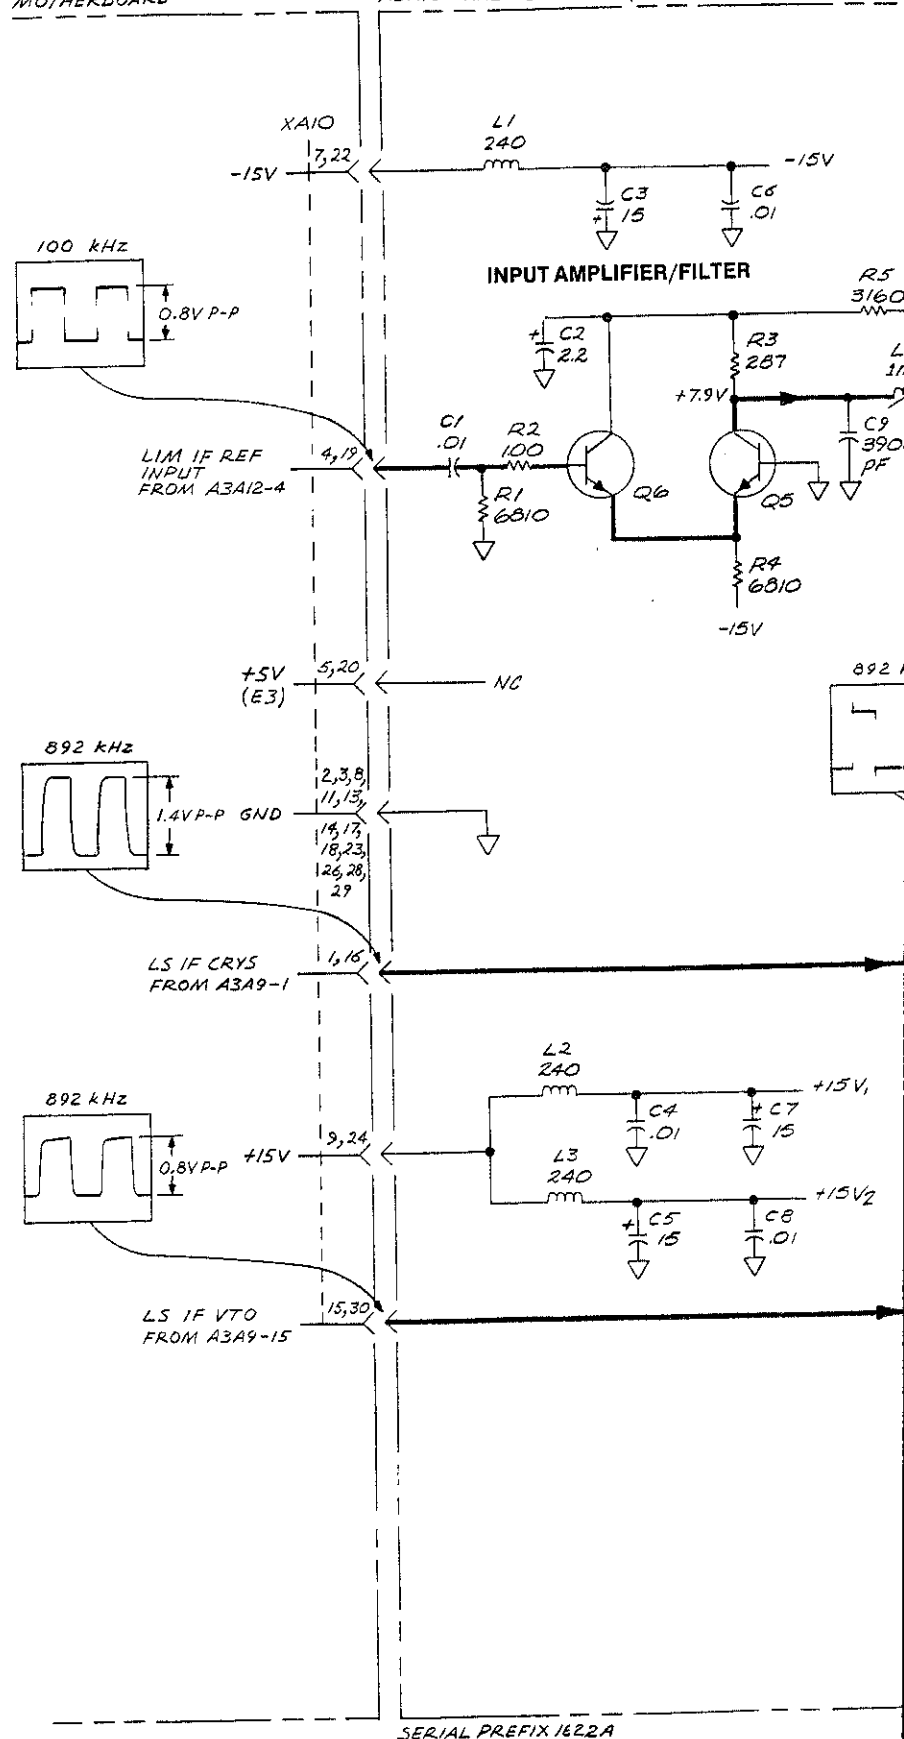 MOTHERBOARD
XA10
7,22
-15V
L1
240
-15V
C3
+ 15
C6
.01
100 kHz
0.8V P-P
INPUT AMPLIFIER/FILTER
R5
3160
+ C2
2.2
R3
287
+7.9V
C9
PF
LIM IF REF
INPUT
FROM A3A12-4
4,19
C1
.01
R2
100
R1
6810
Q6
Q5
R4
6810
-15V
+5V
(E3)
5,20
NC
892 kHz
1.4V P-P
GND
2,3,8,
11,13,
14,17,
18,23,
26,28,
29
892
LS IF CRYS
FROM A3A9-1
1,16
892 kHz
0.8V P-P
+15V
9,24
L2
240
C4
.01
+ C7
15
+15V1
L3
240
+ C5
15
C8
.01
+15V2
LS IF VTO
FROM A3A9-15
15,30
SERIAL PREFIX 1622A